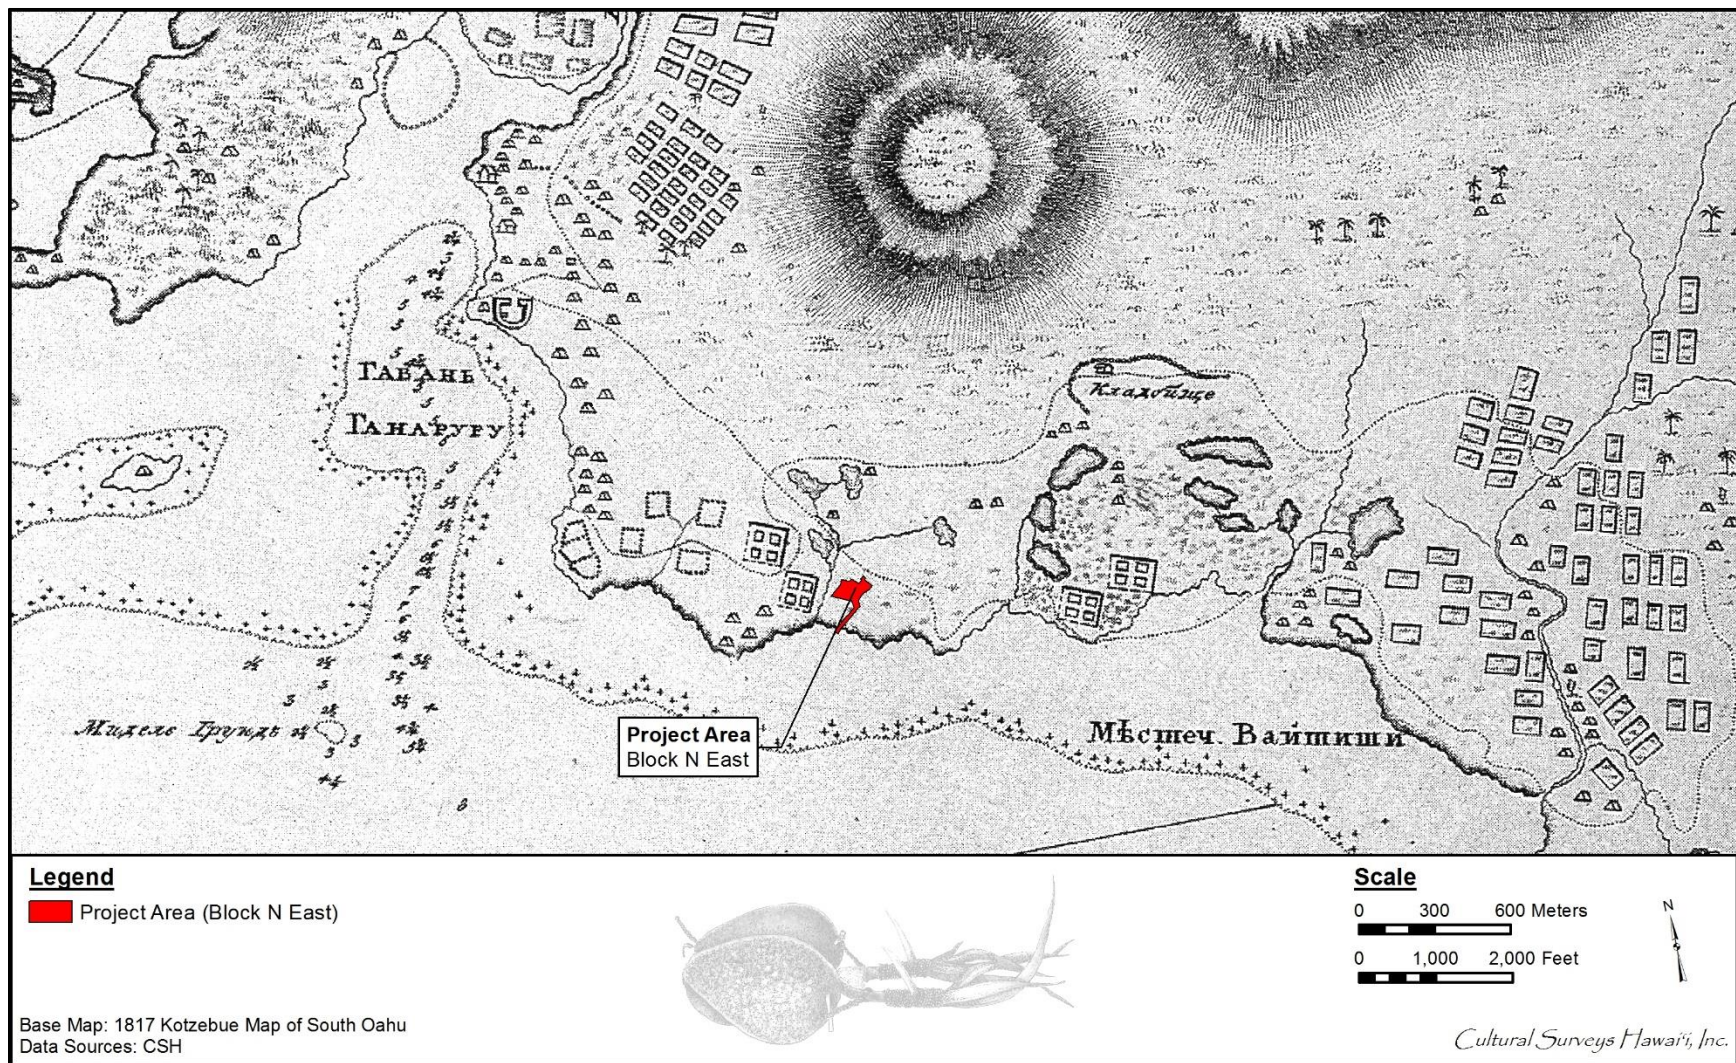 ГАВАНЬ
ГАНАРУРУ
Кладбище
Project Area
Block N East
Мидель Грундъ
Мѣстеч. Вайтиши
Legend
Project Area (Block N East)
Base Map: 1817 Kotzebue Map of South Oahu
Data Sources: CSH
Scale
0 300 600 Meters
0 1,000 2,000 Feet
N
Cultural Surveys Hawai'i, Inc.